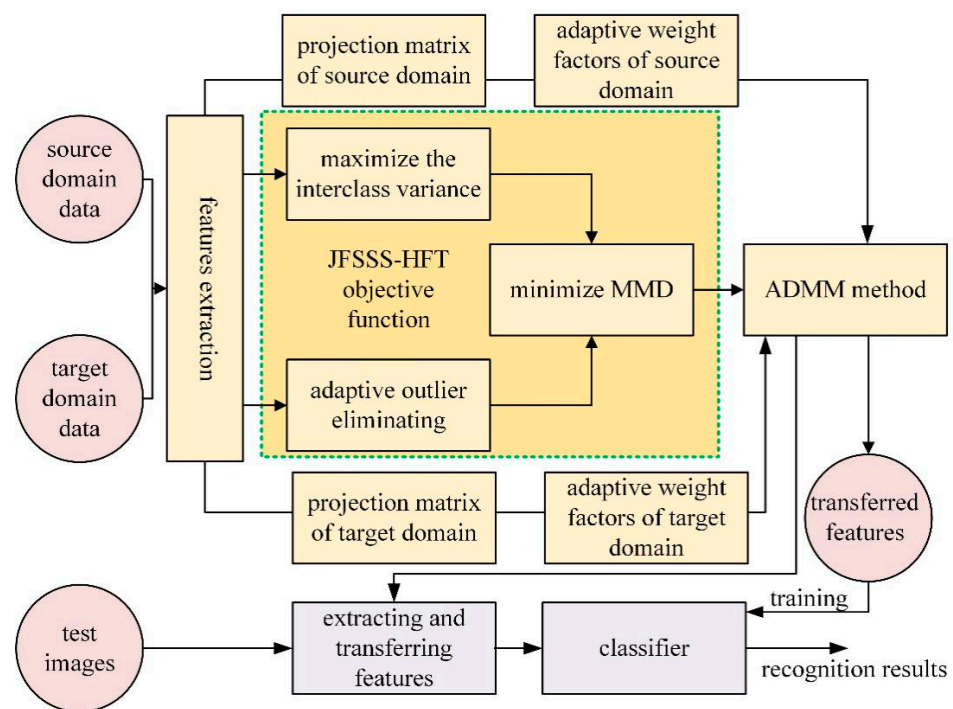 projection matrix
of source domain
adaptive weight
factors of source
domain
source
domain
data
features extraction
maximize the
interclass variance
JFSSS-HFT
objective
function
minimize MMD
ADMM method
target
domain
data
adaptive outlier
eliminating
projection matrix
of target domain
adaptive weight
factors of target
domain
transferred
features
training
test
images
extracting and
transferring
features
classifier
recognition results